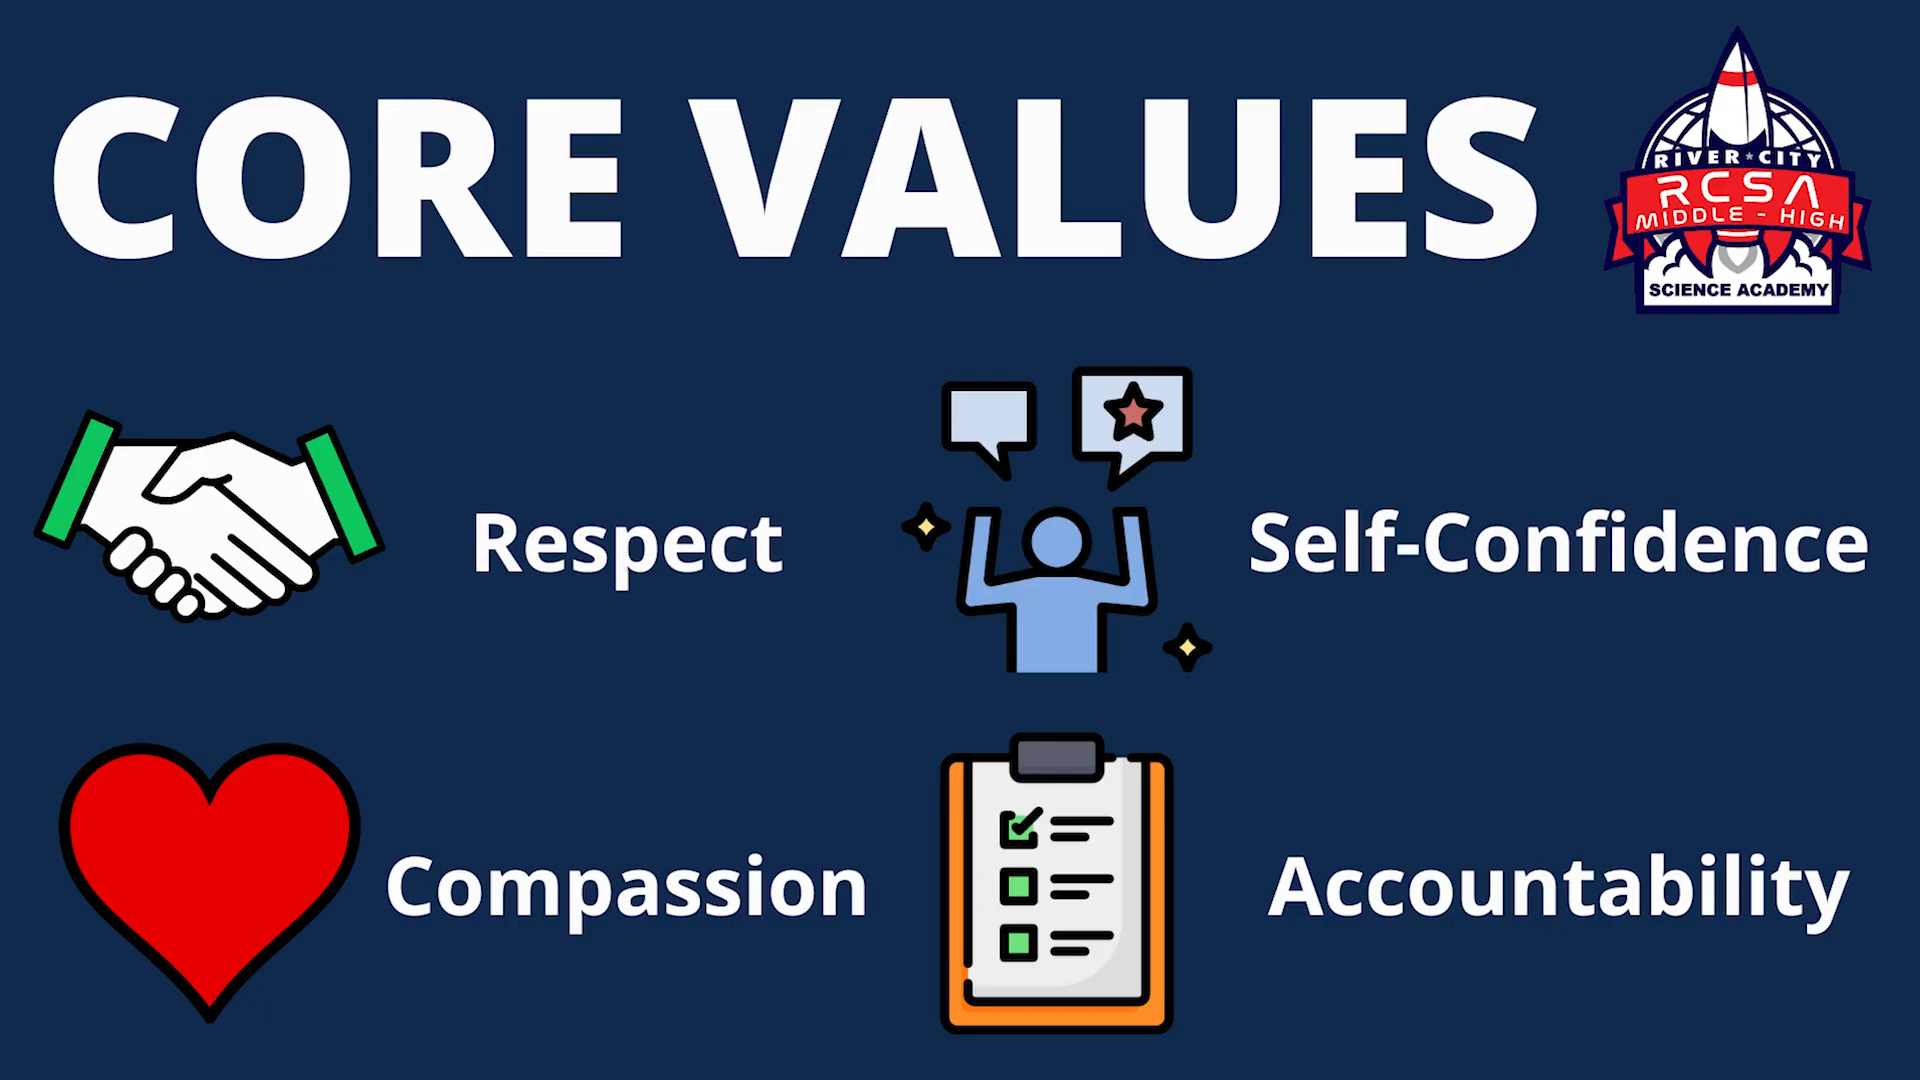 CORE VALUES
RIVER CITY
RCSA
MIDDLE - HIGH
SCIENCE ACADEMY
Respect
Self-Confidence
Compassion
Accountability